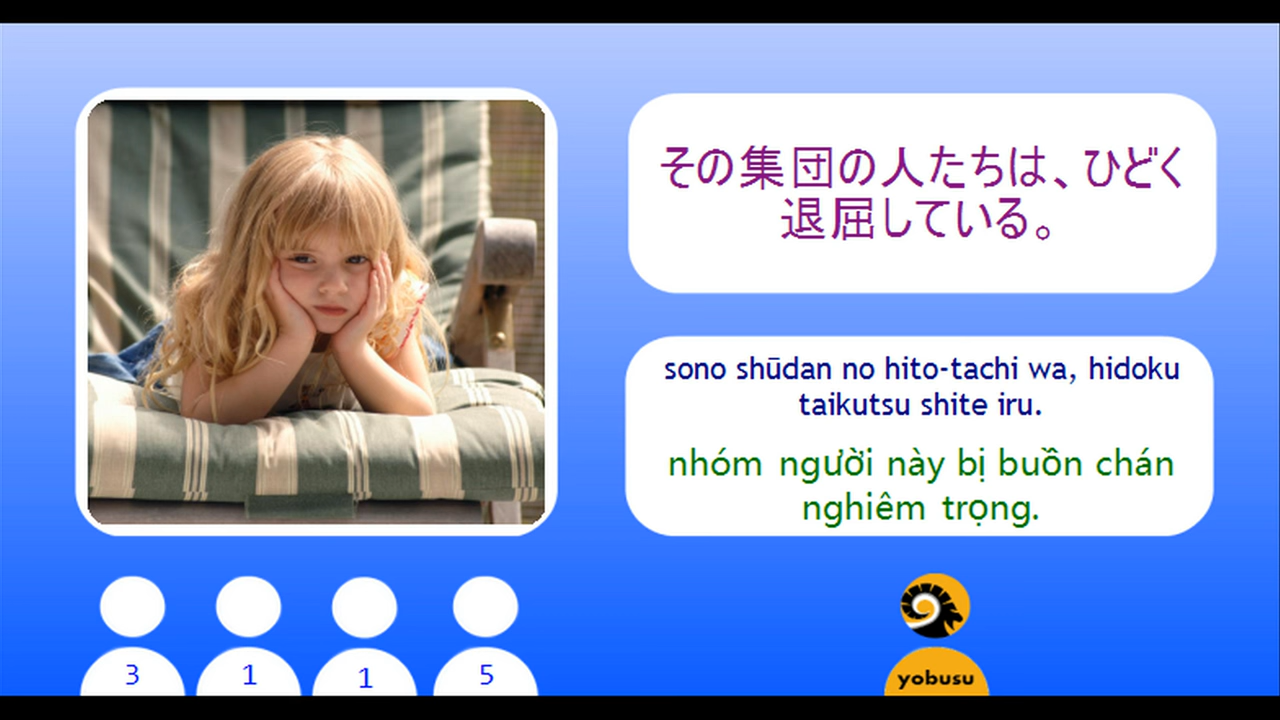 その集団の人たちは、ひどく
退屈している。
sono shūdan no hito-tachi wa, hidoku
taikutsu shite iru.
nhóm người này bị buồn chán
nghiêm trọng.
3 1 1 5
yobusu